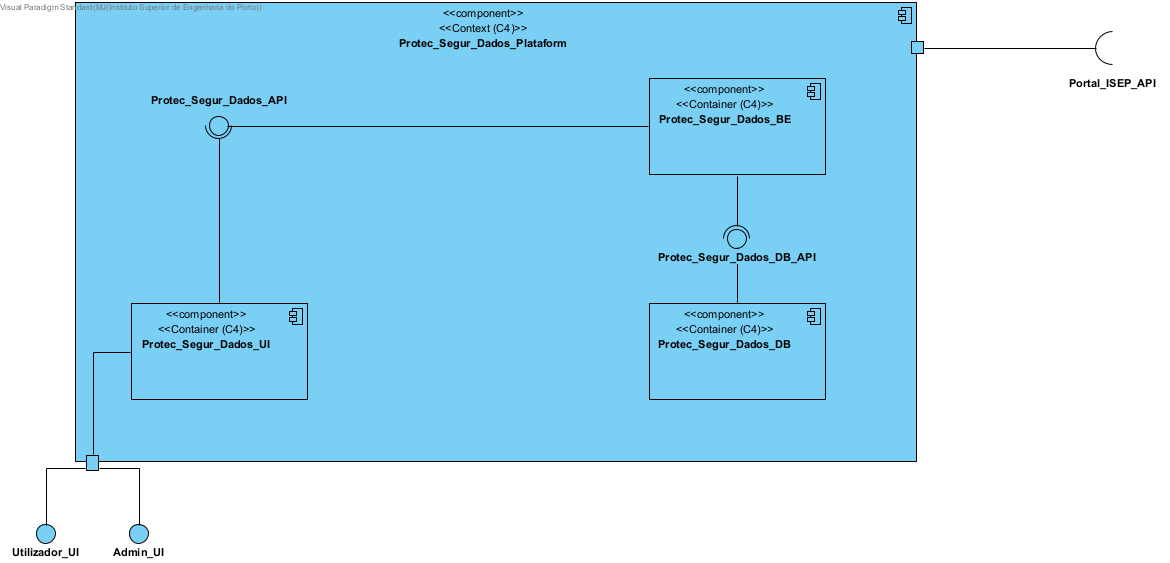 Visual Paradigm Standard(MJ(Instituto Superior de Engenharia do Porto))
<<component>>
<<Context (C4)>>
Protec_Segur_Dados_Plataform
Portal_ISEP_API
Protec_Segur_Dados_API
<<component>>
<<Container (C4)>>
Protec_Segur_Dados_BE
Protec_Segur_Dados_DB_API
<<component>>
<<Container (C4)>>
Protec_Segur_Dados_UI
<<component>>
<<Container (C4)>>
Protec_Segur_Dados_DB
Utilizador_UI
Admin_UI